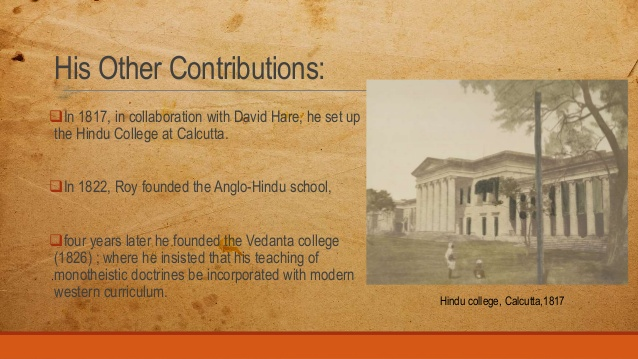 His Other Contributions:
❑In 1817, in collaboration with David Hare, he set up
the Hindu College at Calcutta.
❑In 1822, Roy founded the Anglo-Hindu school,
❑four years later he founded the Vedanta college
(1826) ; where he insisted that his teaching of
monotheistic doctrines be incorporated with modern
western curriculum.
Hindu college, Calcutta,1817